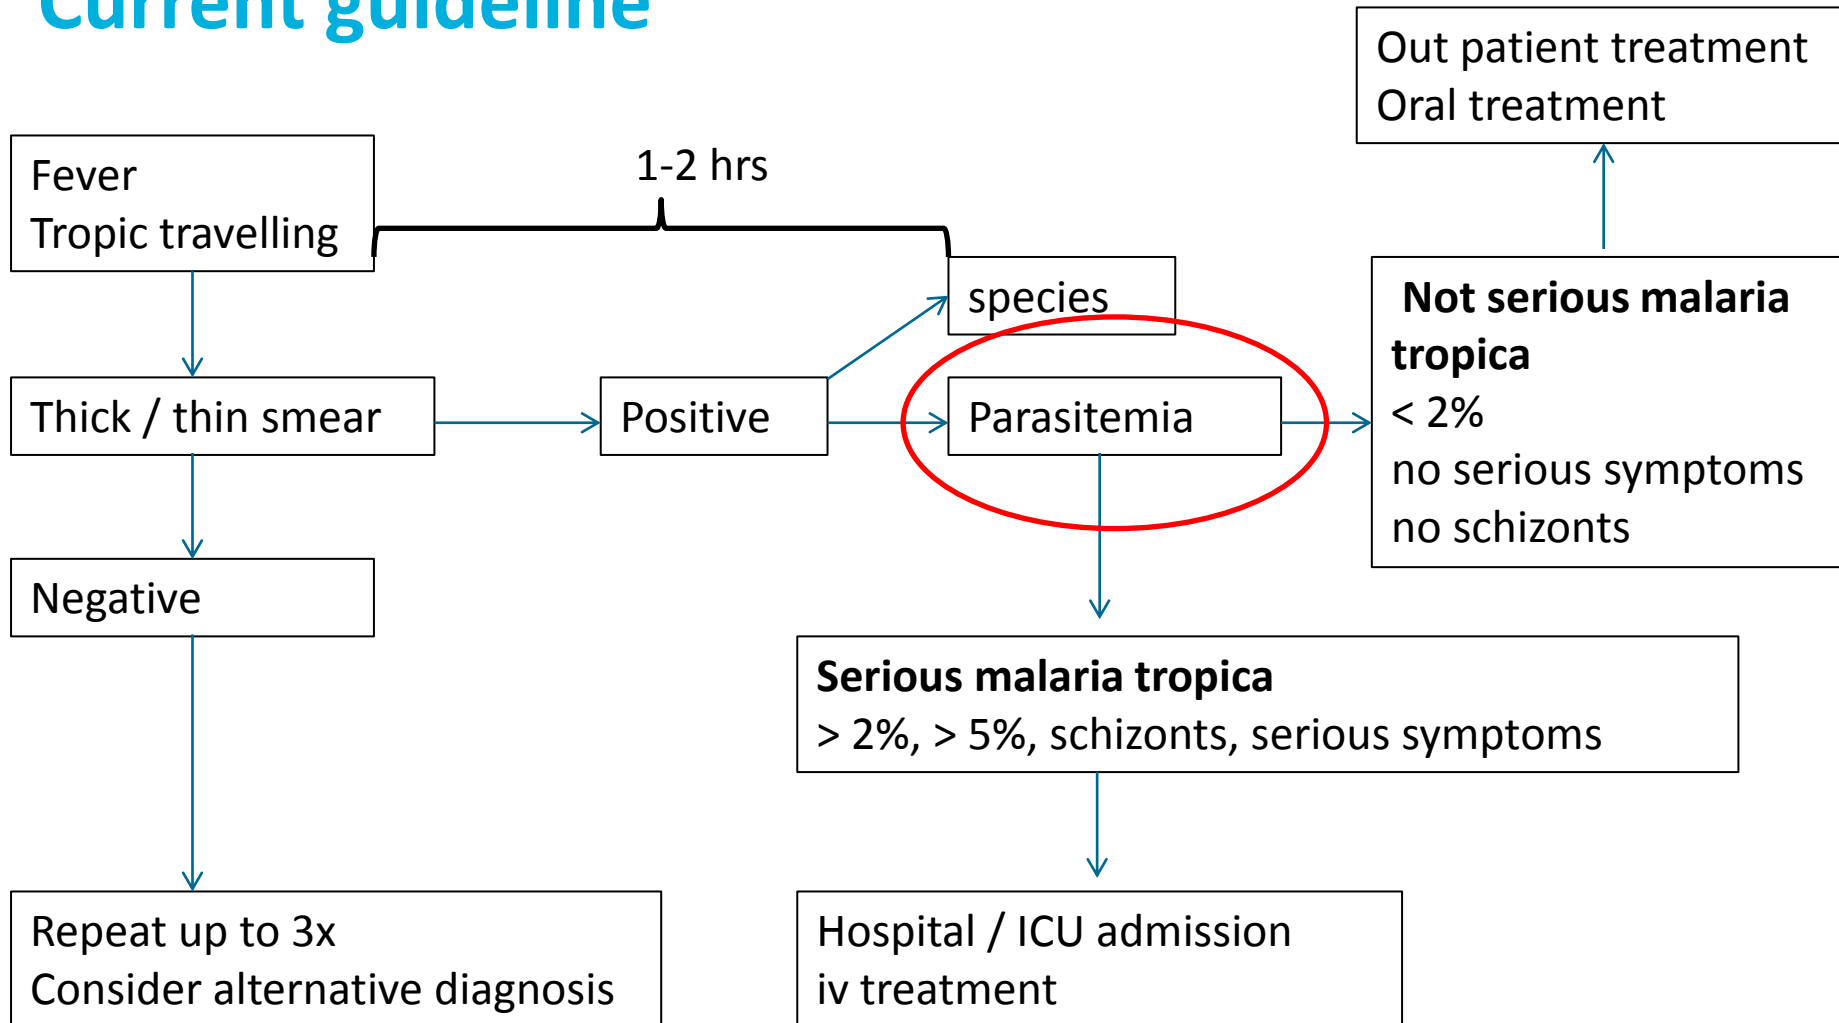 Current guideline
Out patient treatment
Oral treatment
Fever
Tropic travelling
1-2 hrs
species
Not serious malaria
tropica
< 2%
no serious symptoms
no schizonts
Thick / thin smear
Positive
Parasitemia
Negative
Serious malaria tropica
> 2%, > 5%, schizonts, serious symptoms
Repeat up to 3x
Consider alternative diagnosis
Hospital / ICU admission
iv treatment